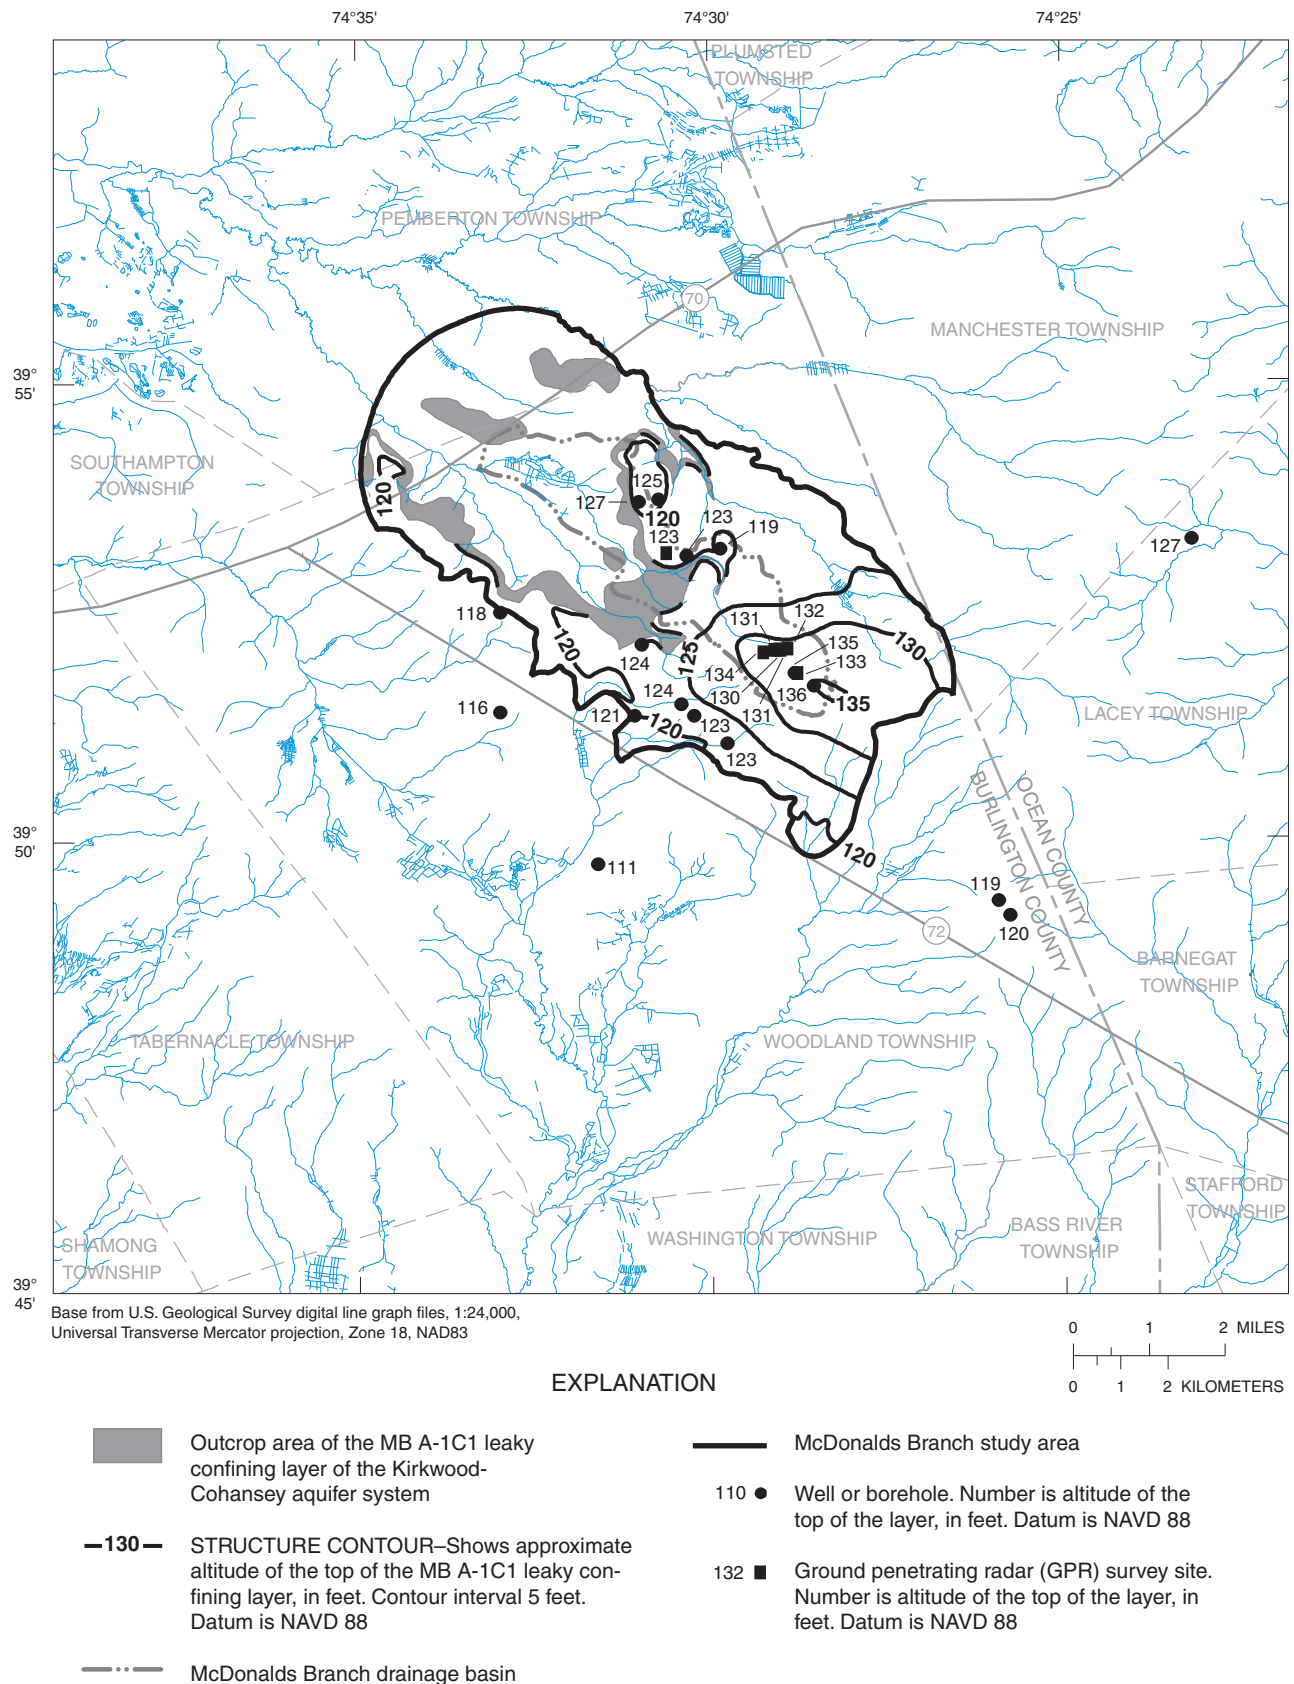 74°35'
74°30'
74°25'
PLUMSTED
TOWNSHIP
PEMBERTON TOWNSHIP
70
MANCHESTER TOWNSHIP
39°
55'
SOUTHAMPTON
TOWNSHIP
120
125
127
120
123
123
119
127
118
120
124
125
131
132
135
133
130
134
130
131
136
135
124
123
123
116
121
120
LACEY TOWNSHIP
OCEAN COUNTY
BURLINGTON COUNTY
39°
50'
120
111
119
120
72
BARNEGAT
TOWNSHIP
TABERNACLE TOWNSHIP
WOODLAND TOWNSHIP
STAFFORD
TOWNSHIP
SHAMONG
TOWNSHIP
WASHINGTON TOWNSHIP
BASS RIVER
TOWNSHIP
39°
45'
Base from U.S. Geological Survey digital line graph files, 1:24,000,
Universal Transverse Mercator projection, Zone 18, NAD83
0 1 2 MILES
0 1 2 KILOMETERS
EXPLANATION
Outcrop area of the MB A-1C1 leaky
confining layer of the Kirkwood-
Cohansey aquifer system
130
STRUCTURE CONTOUR–Shows approximate
altitude of the top of the MB A-1C1 leaky con-
fining layer, in feet. Contour interval 5 feet.
Datum is NAVD 88
McDonalds Branch drainage basin
McDonalds Branch study area
110
Well or borehole. Number is altitude of the
top of the layer, in feet. Datum is NAVD 88
132
Ground penetrating radar (GPR) survey site.
Number is altitude of the top of the layer, in
feet. Datum is NAVD 88